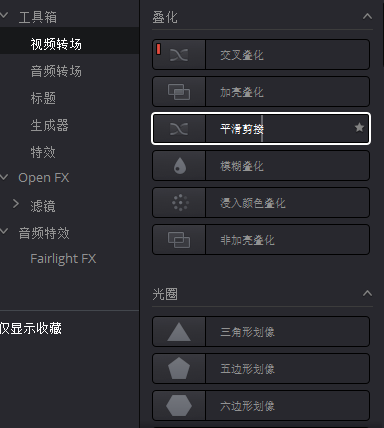 工具箱
视频转场
音频转场
标题
生成器
特效
Open FX
滤镜
音频特效
Fairlight FX
仅显示收藏
叠化
交叉叠化
加亮叠化
平滑剪接
模糊叠化
浸入颜色叠化
非加亮叠化
光圈
三角形划像
五边形划像
六边形划像